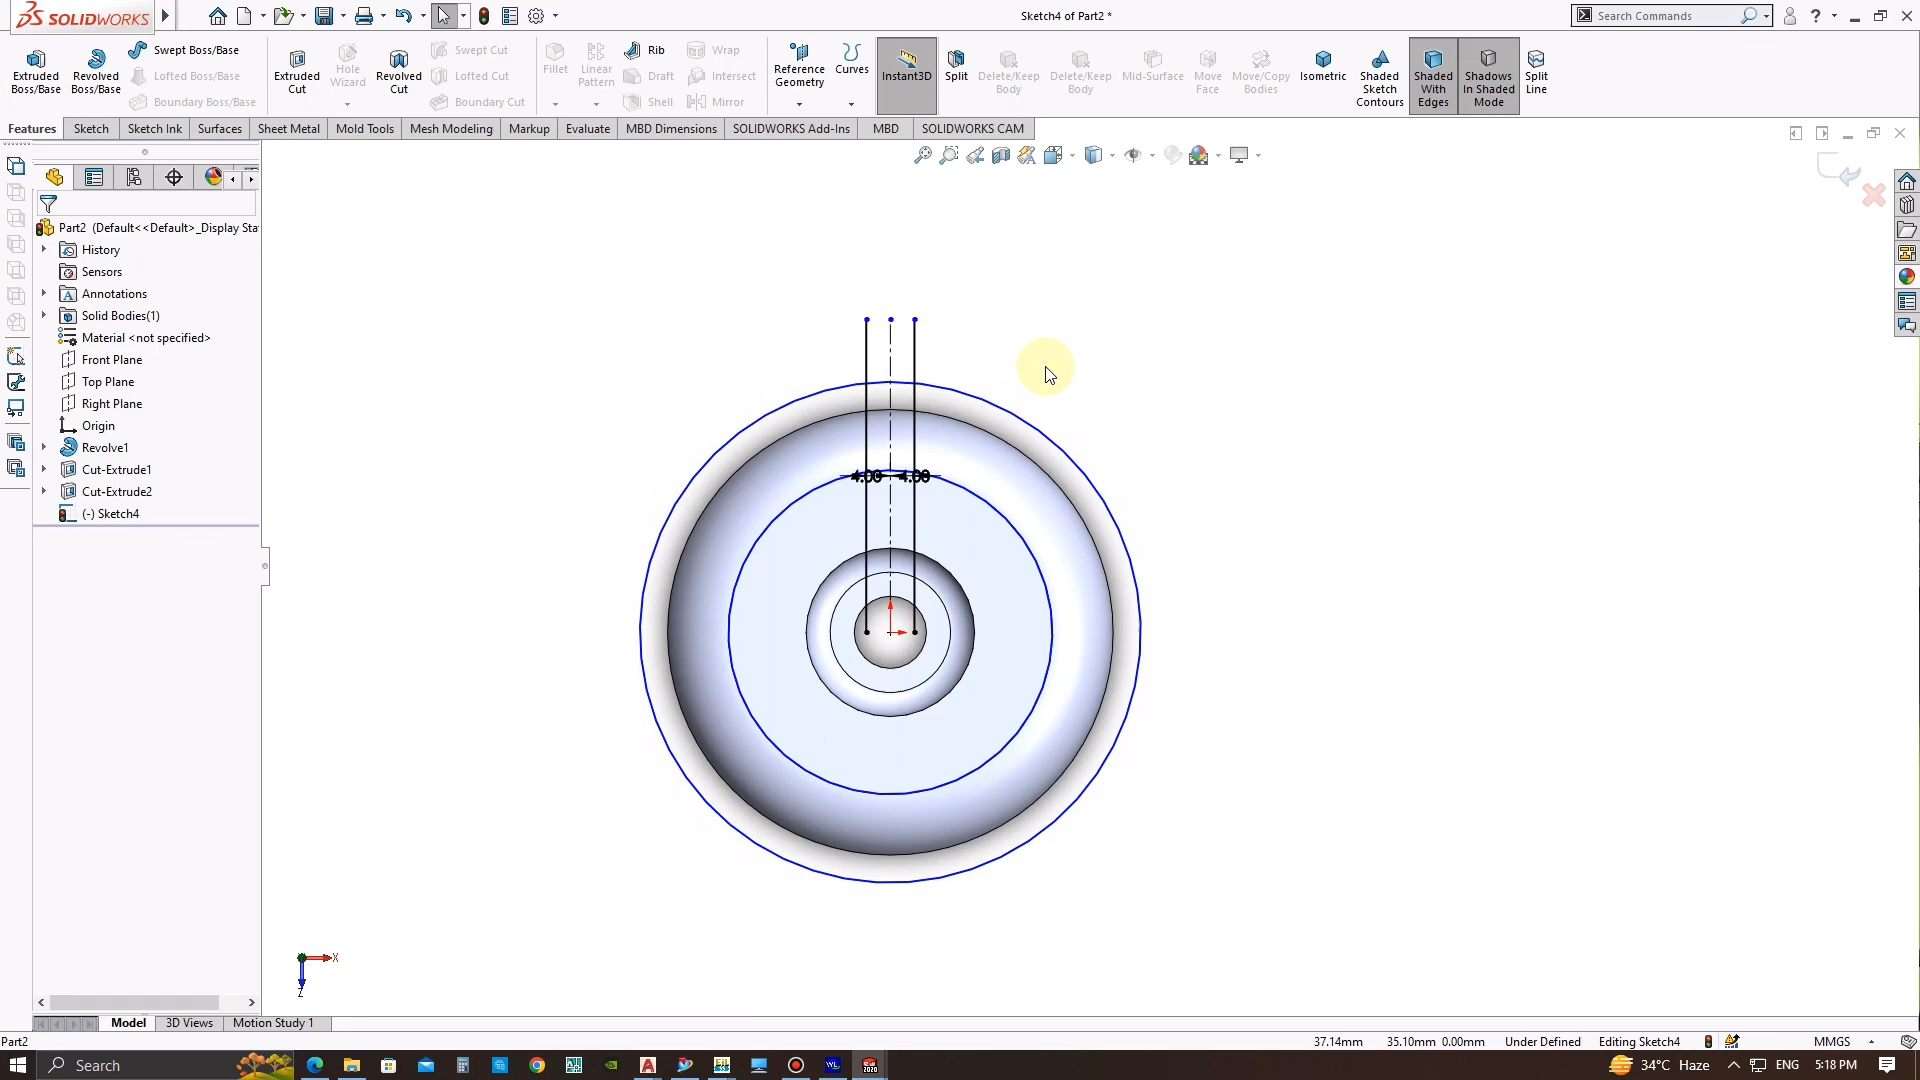 SOLIDWORKS
Sketch4 of Part2 *
Search Commands
Extruded Boss/Base
Revolved Boss/Base
Swept Boss/Base
Lofted Boss/Base
Boundary Boss/Base
Extruded Cut
Hole Wizard
Revolved Cut
Swept Cut
Lofted Cut
Boundary Cut
Fillet
Linear Pattern
Rib
Draft
Shell
Wrap
Intersect
Mirror
Reference Geometry
Curves
Instant3D
Split
Delete/Keep Body
Delete/Keep Body
Mid-Surface
Move Face
Move/Copy Bodies
Isometric
Shaded Sketch Contours
Shaded With Edges
Shadows In Shaded Mode
Split Line
Features Sketch Sketch Ink Surfaces Sheet Metal Mold Tools Mesh Modeling Markup Evaluate MBD Dimensions SOLIDWORKS Add-Ins MBD SOLIDWORKS CAM
Part2 (Default<<Default>_Display Sta
History
Sensors
Annotations
Solid Bodies(1)
Material <not specified>
Front Plane
Top Plane
Right Plane
Origin
Revolve1
Cut-Extrude1
Cut-Extrude2
(-) Sketch4
4.00 4.00
X
Z
Model 3D Views Motion Study 1
Part2 37.14mm 35.10mm 0.00mm Under Defined Editing Sketch4 MMGS
Search 34°C Haze ENG 5:18 PM